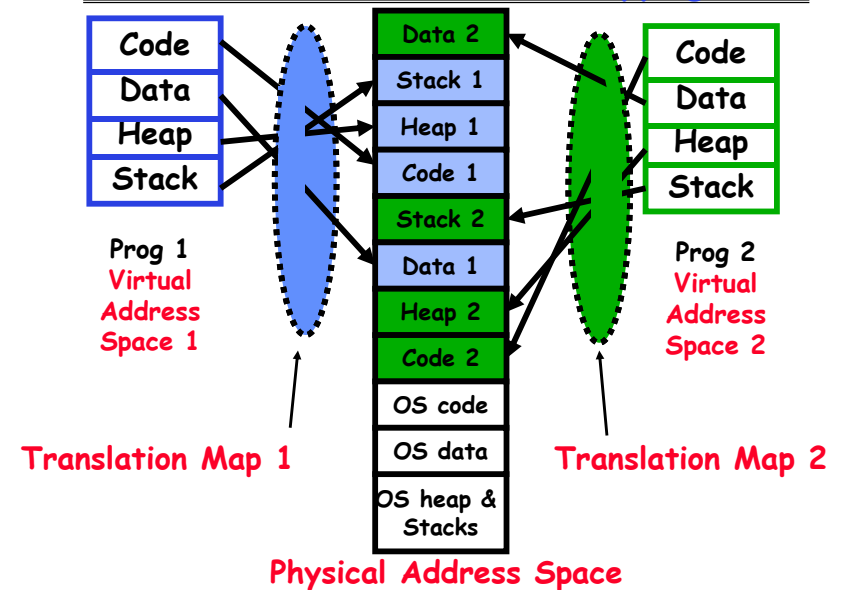 Code
Data
Heap
Stack
Prog 1
Virtual
Address
Space 1
Translation Map 1
Data 2
Stack 1
Heap 1
Code 1
Stack 2
Data 1
Heap 2
Code 2
OS code
OS data
OS heap &
Stacks
Physical Address Space
Code
Data
Heap
Stack
Prog 2
Virtual
Address
Space 2
Translation Map 2